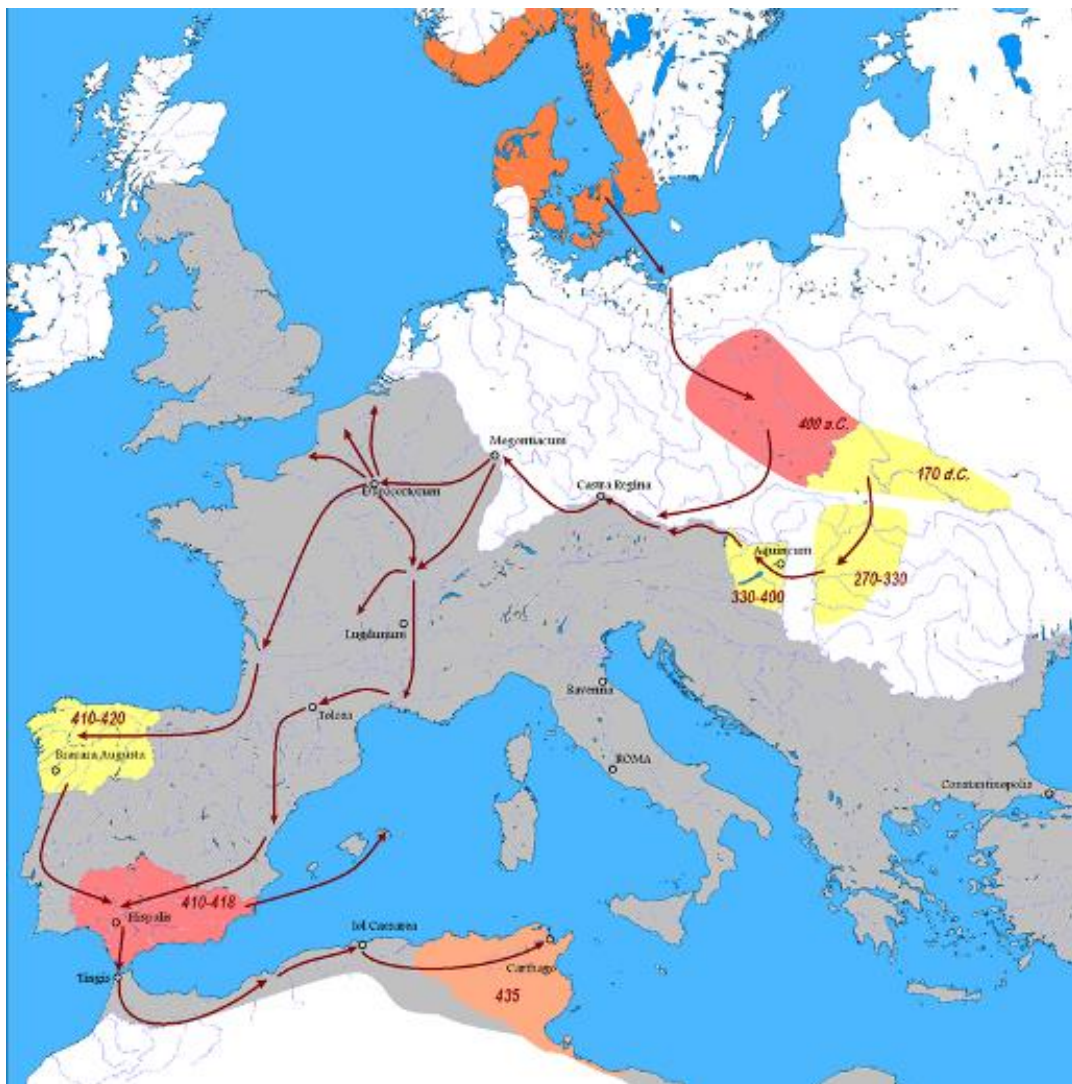 400 a.C.
Mogontiacum
170 d.C.
Castra Regina
Aquincum
270-330
330-400
Lugdunum
Ravenna
Tolosa
410-420
Bracara Augusta
ROMA
Constantinopolis
410-418
Hispalis
Iol Caesarea
Carthago
Tingis
435